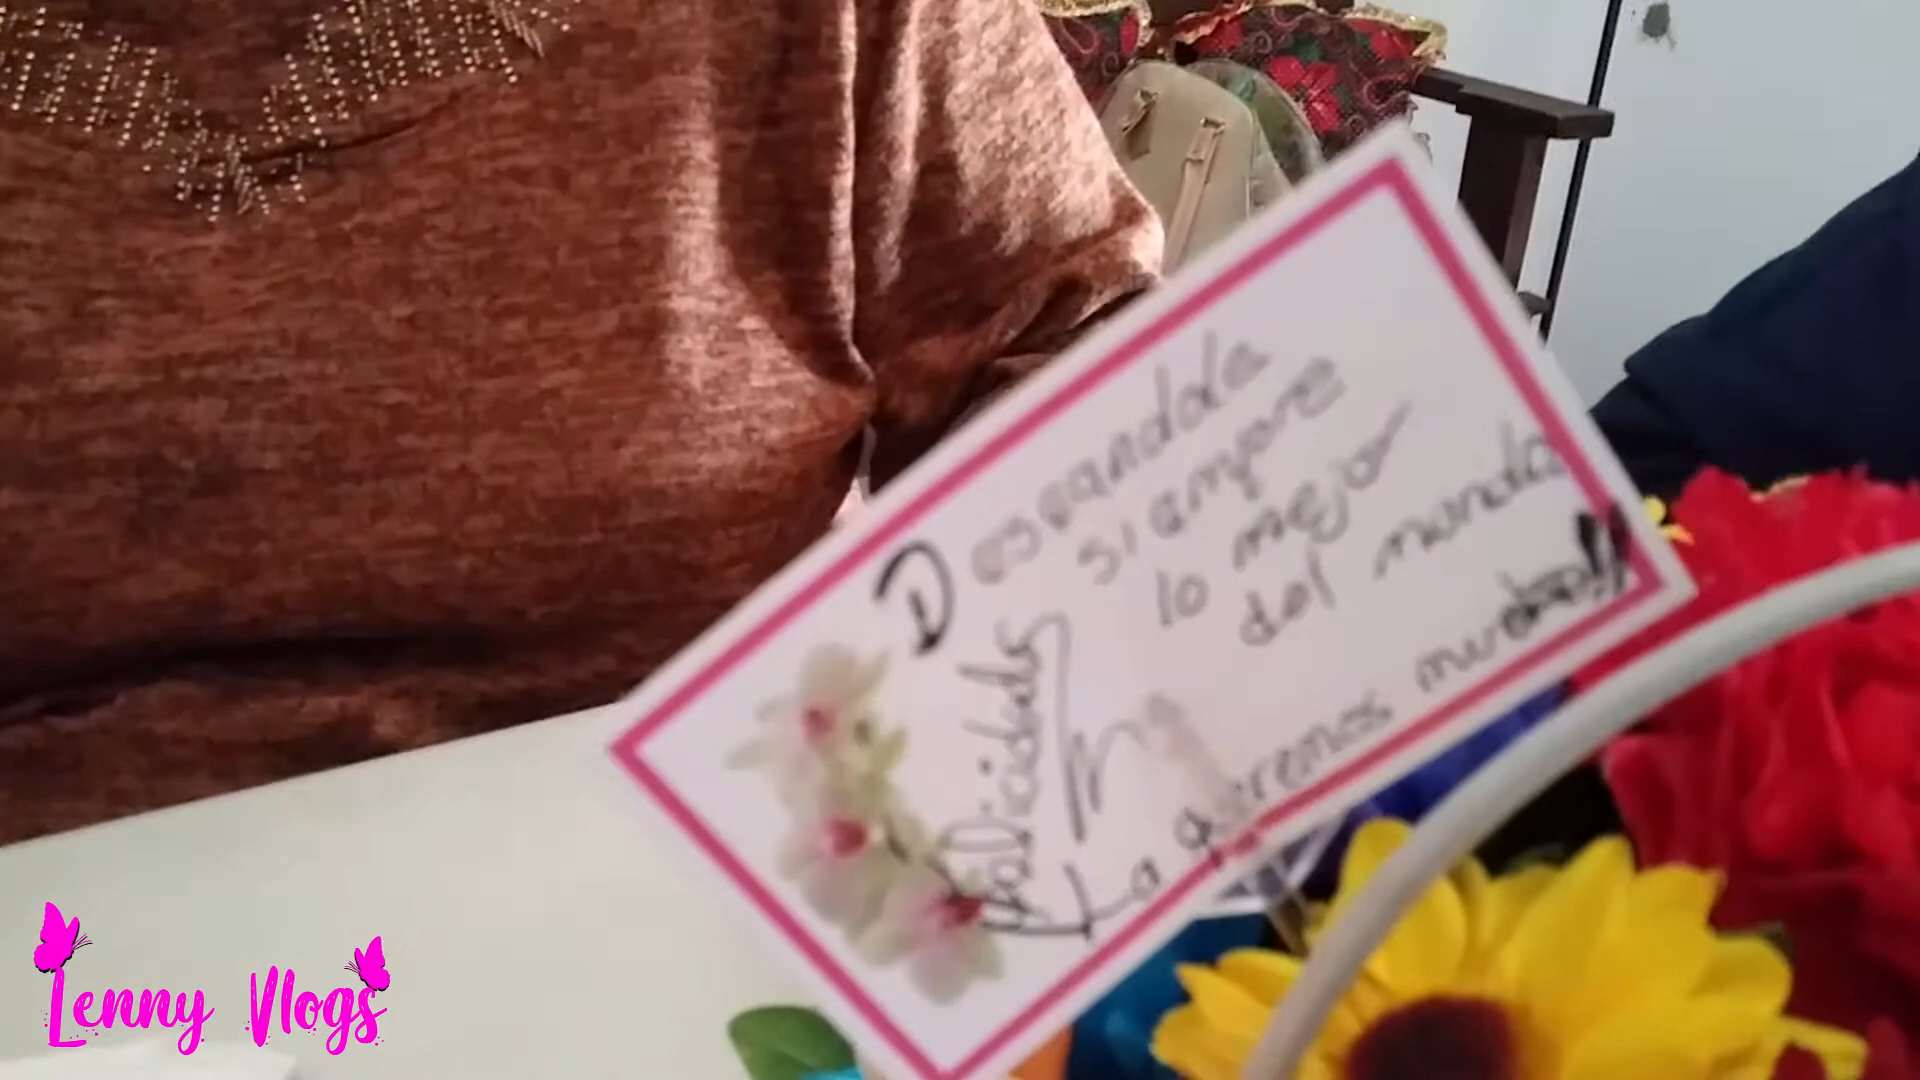 Deseandole
siempre
lo mejor
del mundo
Felicidades
La queremos mucho!!
Lenny Vlogs